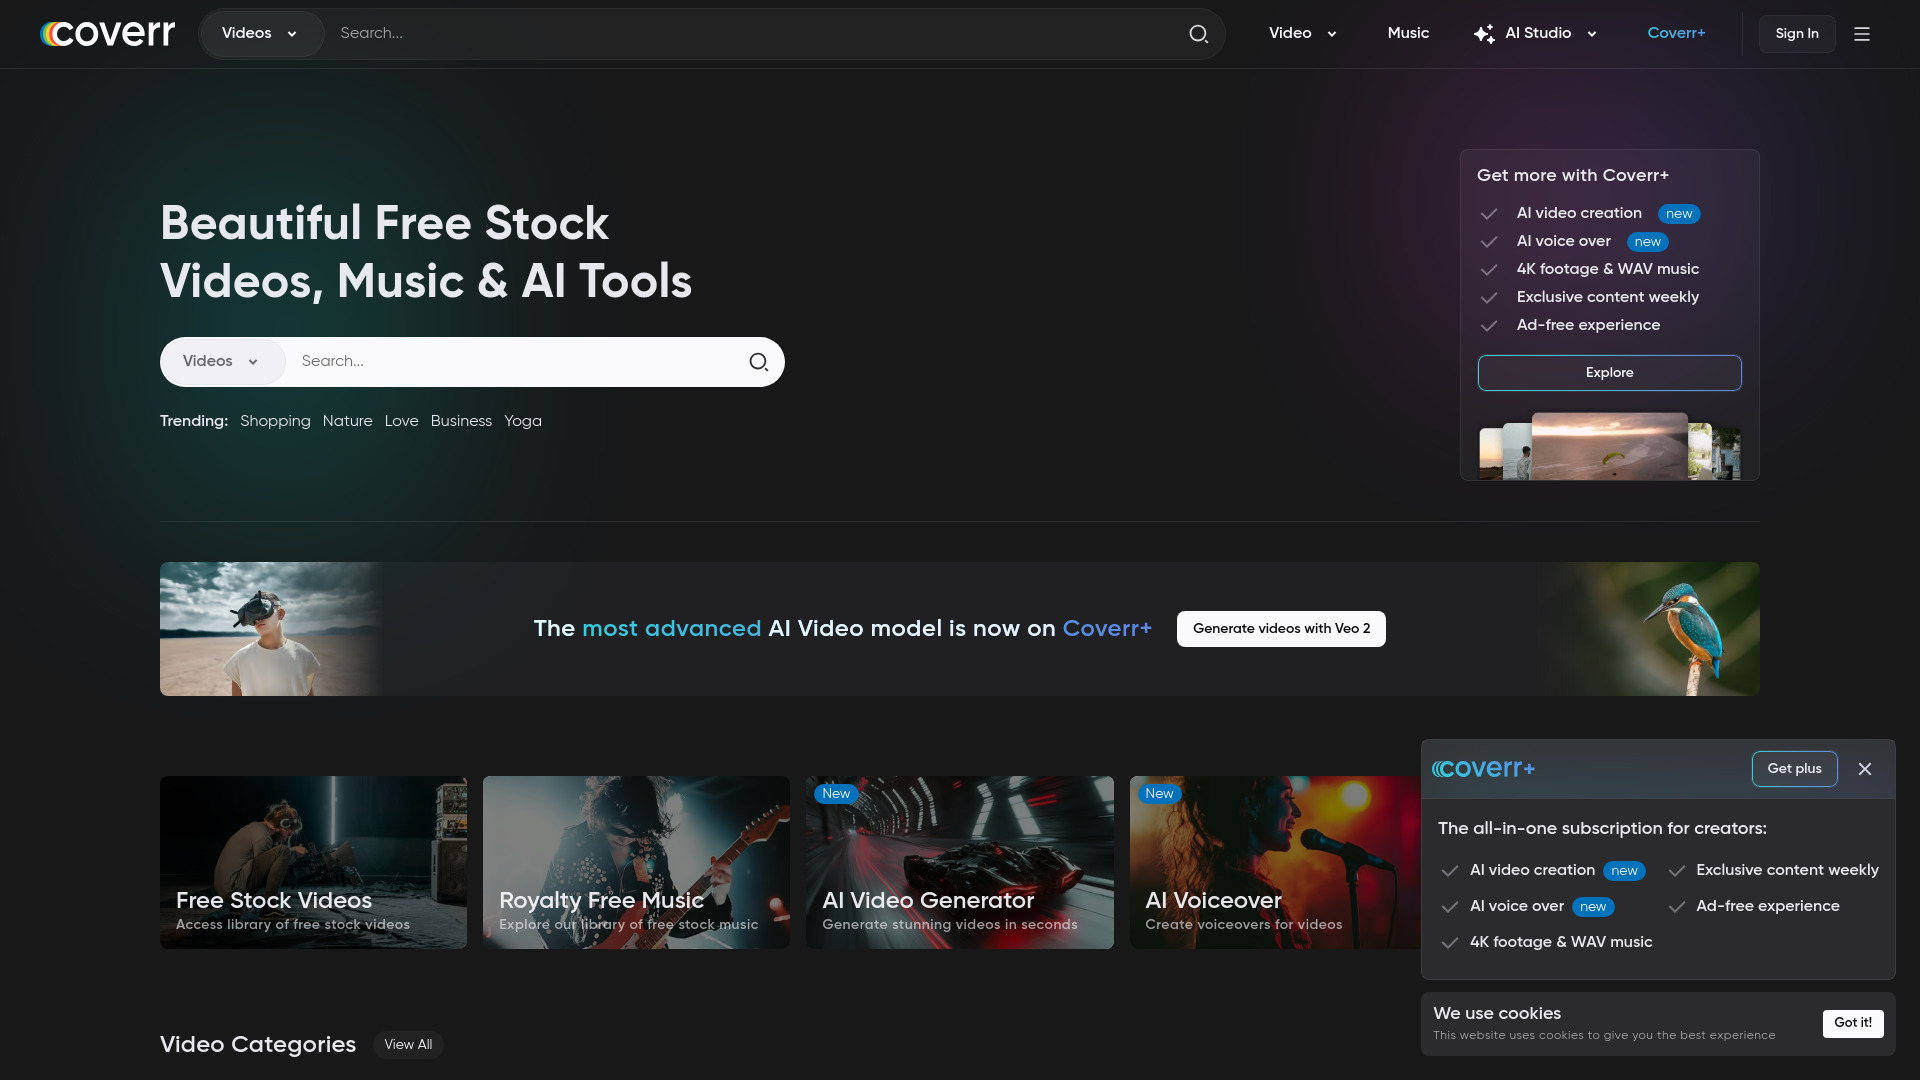 coverr
Videos
Search...
Video
Music
AI Studio
Coverr+
Sign In
Beautiful Free Stock
Videos, Music & AI Tools
Videos
Search...
Trending: Shopping Nature Love Business Yoga
Get more with Coverr+
AI video creation new
AI voice over new
4K footage & WAV music
Exclusive content weekly
Ad-free experience
Explore
The most advanced AI Video model is now on Coverr+
Generate videos with Veo 2
Free Stock Videos
Access library of free stock videos
Royalty Free Music
Explore our library of free stock music
New
AI Video Generator
Generate stunning videos in seconds
New
AI Voiceover
Create voiceovers for videos
coverr+
Get plus
The all-in-one subscription for creators:
AI video creation new
Exclusive content weekly
AI voice over new
Ad-free experience
4K footage & WAV music
We use cookies
This website uses cookies to give you the best experience
Got it!
Video Categories
View All